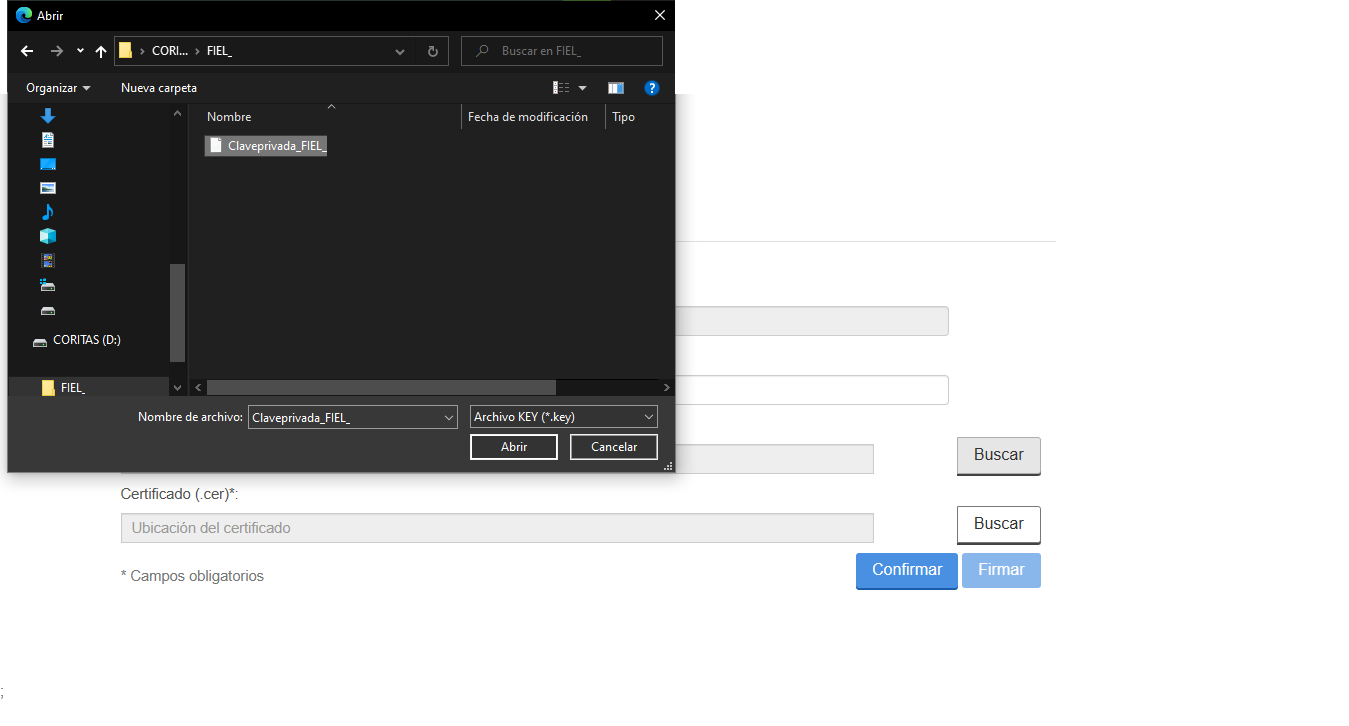 Abrir
CORI... › FIEL_
Buscar en FIEL_
Organizar
Nueva carpeta
?
Nombre
Fecha de modificación
Tipo
Claveprivada_FIEL_
CORITAS (D:)
FIEL_
Nombre de archivo:
Claveprivada_FIEL_
Archivo KEY (*.key)
Abrir
Cancelar
Buscar
Certificado (.cer)*:
Ubicación del certificado
Buscar
* Campos obligatorios
Confirmar
Firmar
;